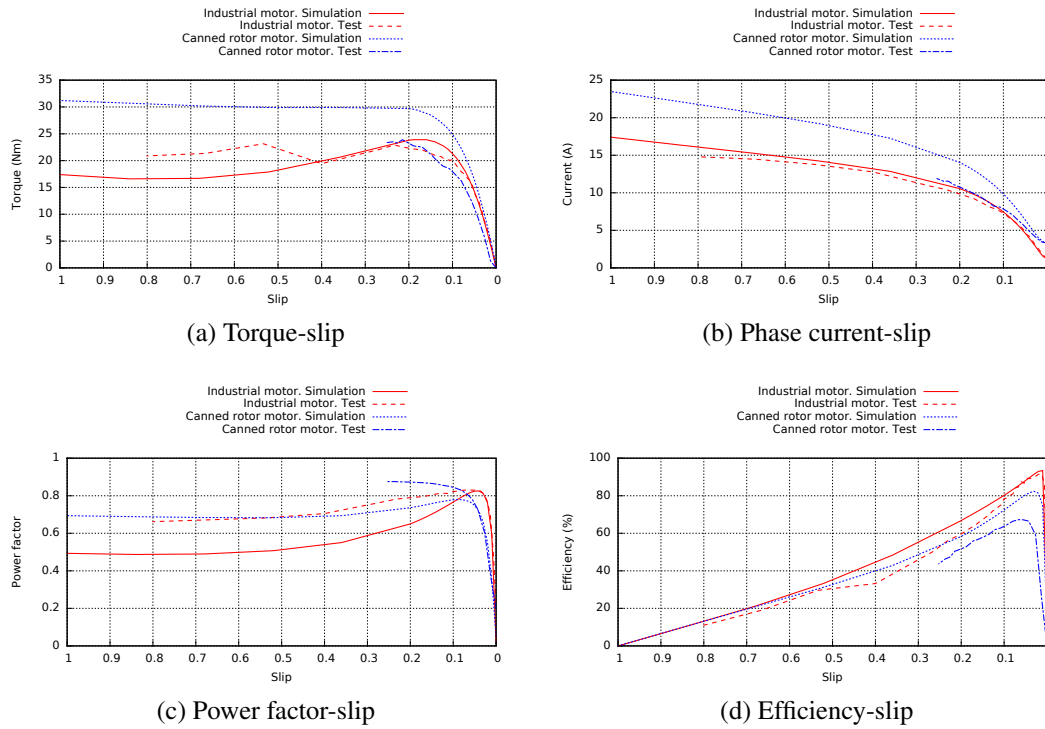 Industrial motor. Simulation
Industrial motor. Test
Canned rotor motor. Simulation
Canned rotor motor. Test
35
30
25
20
15
10
5
0
Torque (Nm)
1 0.9 0.8 0.7 0.6 0.5 0.4 0.3 0.2 0.1 0
Slip
(a) Torque-slip
Industrial motor. Simulation
Industrial motor. Test
Canned rotor motor. Simulation
Canned rotor motor. Test
25
20
15
10
5
0
Current (A)
1 0.9 0.8 0.7 0.6 0.5 0.4 0.3 0.2 0.1 0
Slip
(b) Phase current-slip
Industrial motor. Simulation
Industrial motor. Test
Canned rotor motor. Simulation
Canned rotor motor. Test
1
0.8
0.6
0.4
0.2
0
Power factor
1 0.9 0.8 0.7 0.6 0.5 0.4 0.3 0.2 0.1 0
Slip
(c) Power factor-slip
Industrial motor. Simulation
Industrial motor. Test
Canned rotor motor. Simulation
Canned rotor motor. Test
100
80
60
40
20
0
Efficiency (%)
1 0.9 0.8 0.7 0.6 0.5 0.4 0.3 0.2 0.1 0
Slip
(d) Efficiency-slip